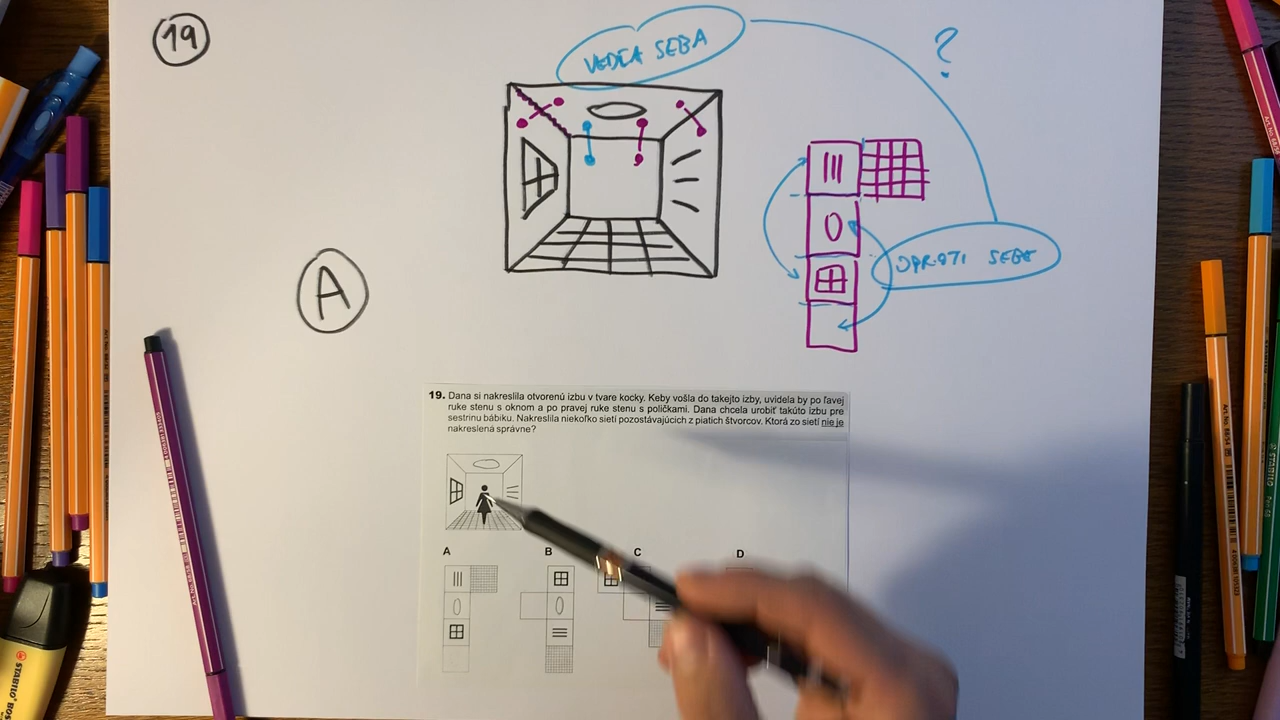 19
VEDĽA SEBA
?
OPROTI SEBE
A
19. Dana si nakreslila otvorenú izbu v tvare kocky. Keby vošla do takejto izby, uvidela by po ľavej
ruke stenu s oknom a po pravej ruke stenu s poličkami. Dana chcela urobiť takúto izbu pre
sestrinu bábiku. Nakreslila niekoľko sietí pozostávajúcich z piatich štvorcov. Ktorá zo sietí nie je
nakreslená správne?
A B C D
STABILO